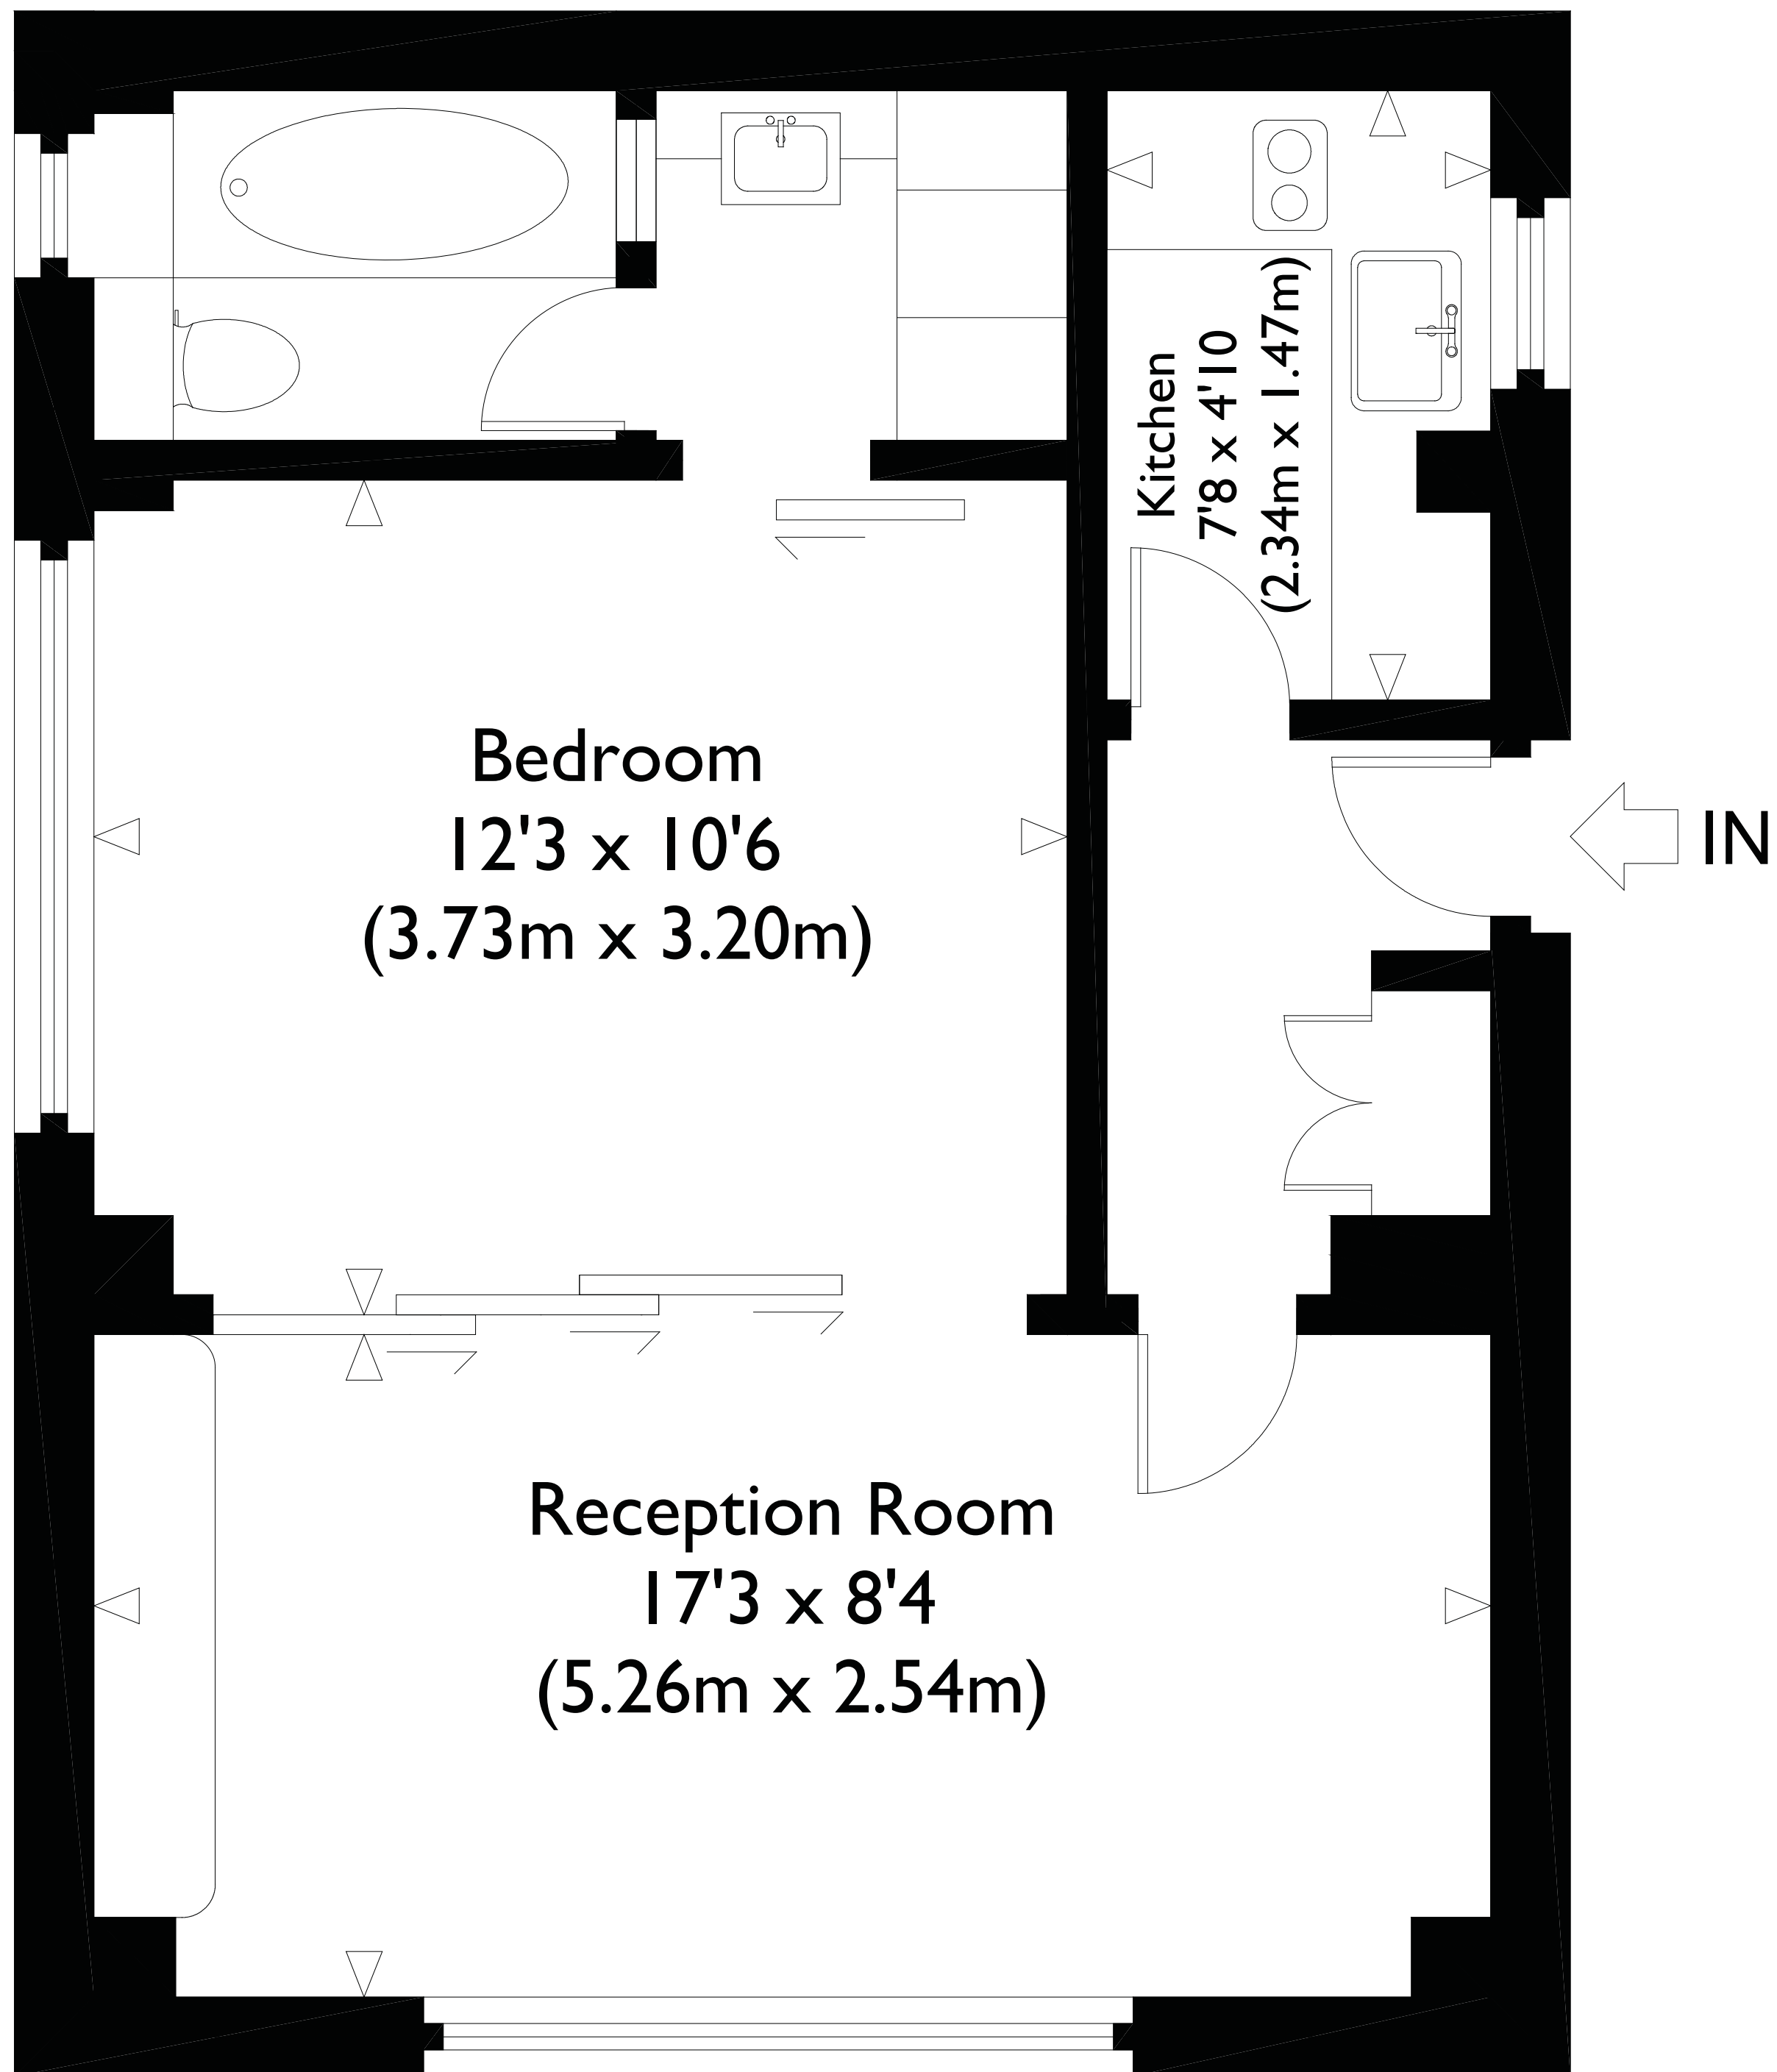 Kitchen
7'8 x 4'10
(2.34m x 1.47m)
Bedroom
12'3 x 10'6
(3.73m x 3.20m)
IN
Reception Room
17'3 x 8'4
(5.26m x 2.54m)